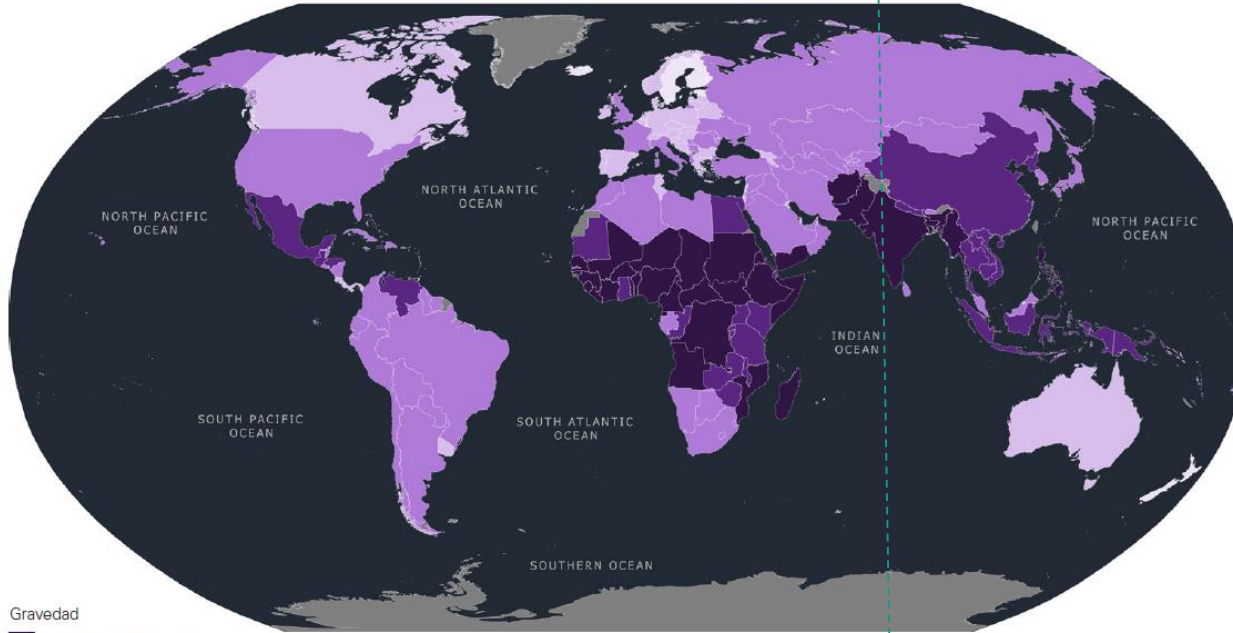 NORTH ATLANTIC
OCEAN
NORTH PACIFIC
OCEAN
NORTH PACIFIC
OCEAN
INDIAN
OCEAN
SOUTH PACIFIC
OCEAN
SOUTH ATLANTIC
OCEAN
SOUTHERN OCEAN
Gravedad